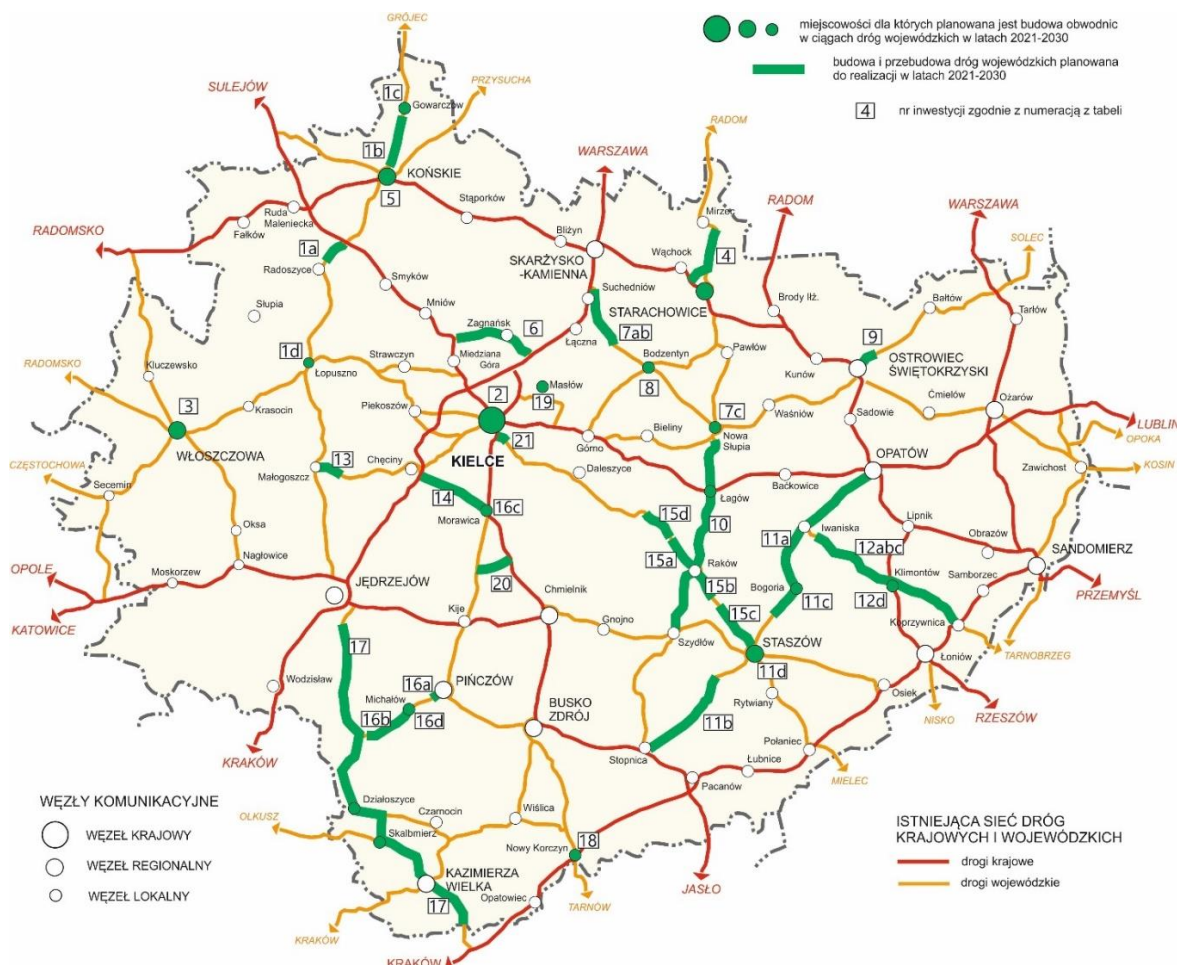 miejscowości dla których planowana jest budowa obwodnic
w ciągach dróg wojewódzkich w latach 2021-2030
budowa i przebudowa dróg wojewódzkich planowana
do realizacji w latach 2021-2030
4
nr inwestycji zgodnie z numeracją z tabeli
GRÓJEC
PRZYSUCHA
SULEJÓW
1c
Gowarczów
1b
KOŃSKIE
5
RADOM
WARSZAWA
RADOM
WARSZAWA
SOLEC
Stąporków
Ruda
Maleniecka
Fałków
RADOMSKO
1a
Radoszyce
Bliżyn
SKARŻYSKO
-KAMIENNA
Mirzec
Wąchock
4
Suchedniów
STARACHOWICE
Smyków
Słupia
Mniów
Brody Iłż.
Bałtów
Tarłów
Zagnańsk
6
7ab
Łączna
9
OSTROWIEC
ŚWIĘTOKRZYSKI
1d
Łopuszno
Strawczyn
Miedziana
Góra
Bodzentyn
8
Pawłów
Kunów
RADOMSKO
Kluczewsko
Masłów
19
Krasocin
Piekoszów
2
3
WŁOSZCZOWA
7c
Nowa
Słupia
Waśniów
Sadowie
Ćmielów
Ożarów
LUBLIN
OPOKA
21
KIELCE
Górno
Bieliny
CZĘSTOCHOWA
Secemin
13
Małogoszcz
Chęciny
Daleszyce
OPATÓW
Zawichost
KOSIN
14
16c
Morawica
Baćkowice
Łagów
15d
10
Oksa
Nagłowice
Iwaniska
11a
Lipnik
12abc
Obrazów
SANDOMIERZ
OPOLE
Moskorzew
15a
Raków
15b
Bogoria
11c
Klimontów
12d
Samborzec
JĘDRZEJÓW
20
Chmielnik
KATOWICE
PRZEMYŚL
Kije
Gnojno
15c
Koprzywnica
17
Szydłów
STASZÓW
11d
TARNOBRZEG
Łoniów
16a
PIŃCZÓW
Wodzisław
Michałów
16b
16d
Rytwiany
Osiek
11b
NISKO
RZESZÓW
BUSKO
ZDRÓJ
KRAKÓW
Stopnica
Połaniec
Łubnice
MIELEC
Pacanów
WĘZŁY KOMUNIKACYJNE
WĘZEŁ KRAJOWY
WĘZEŁ REGIONALNY
WĘZEŁ LOKALNY
OLKUSZ
Działoszyce
Czarnocin
Wiślica
Skalbmierz
Nowy Korczyn
18
KAZIMIERZA
WIELKA
17
Opatowiec
TARNÓW
JASŁO
KRAKÓW
KRAKÓW
ISTNIEJĄCA SIEĆ DRÓG
KRAJOWYCH I WOJEWÓDZKICH
drogi krajowe
drogi wojewódzkie